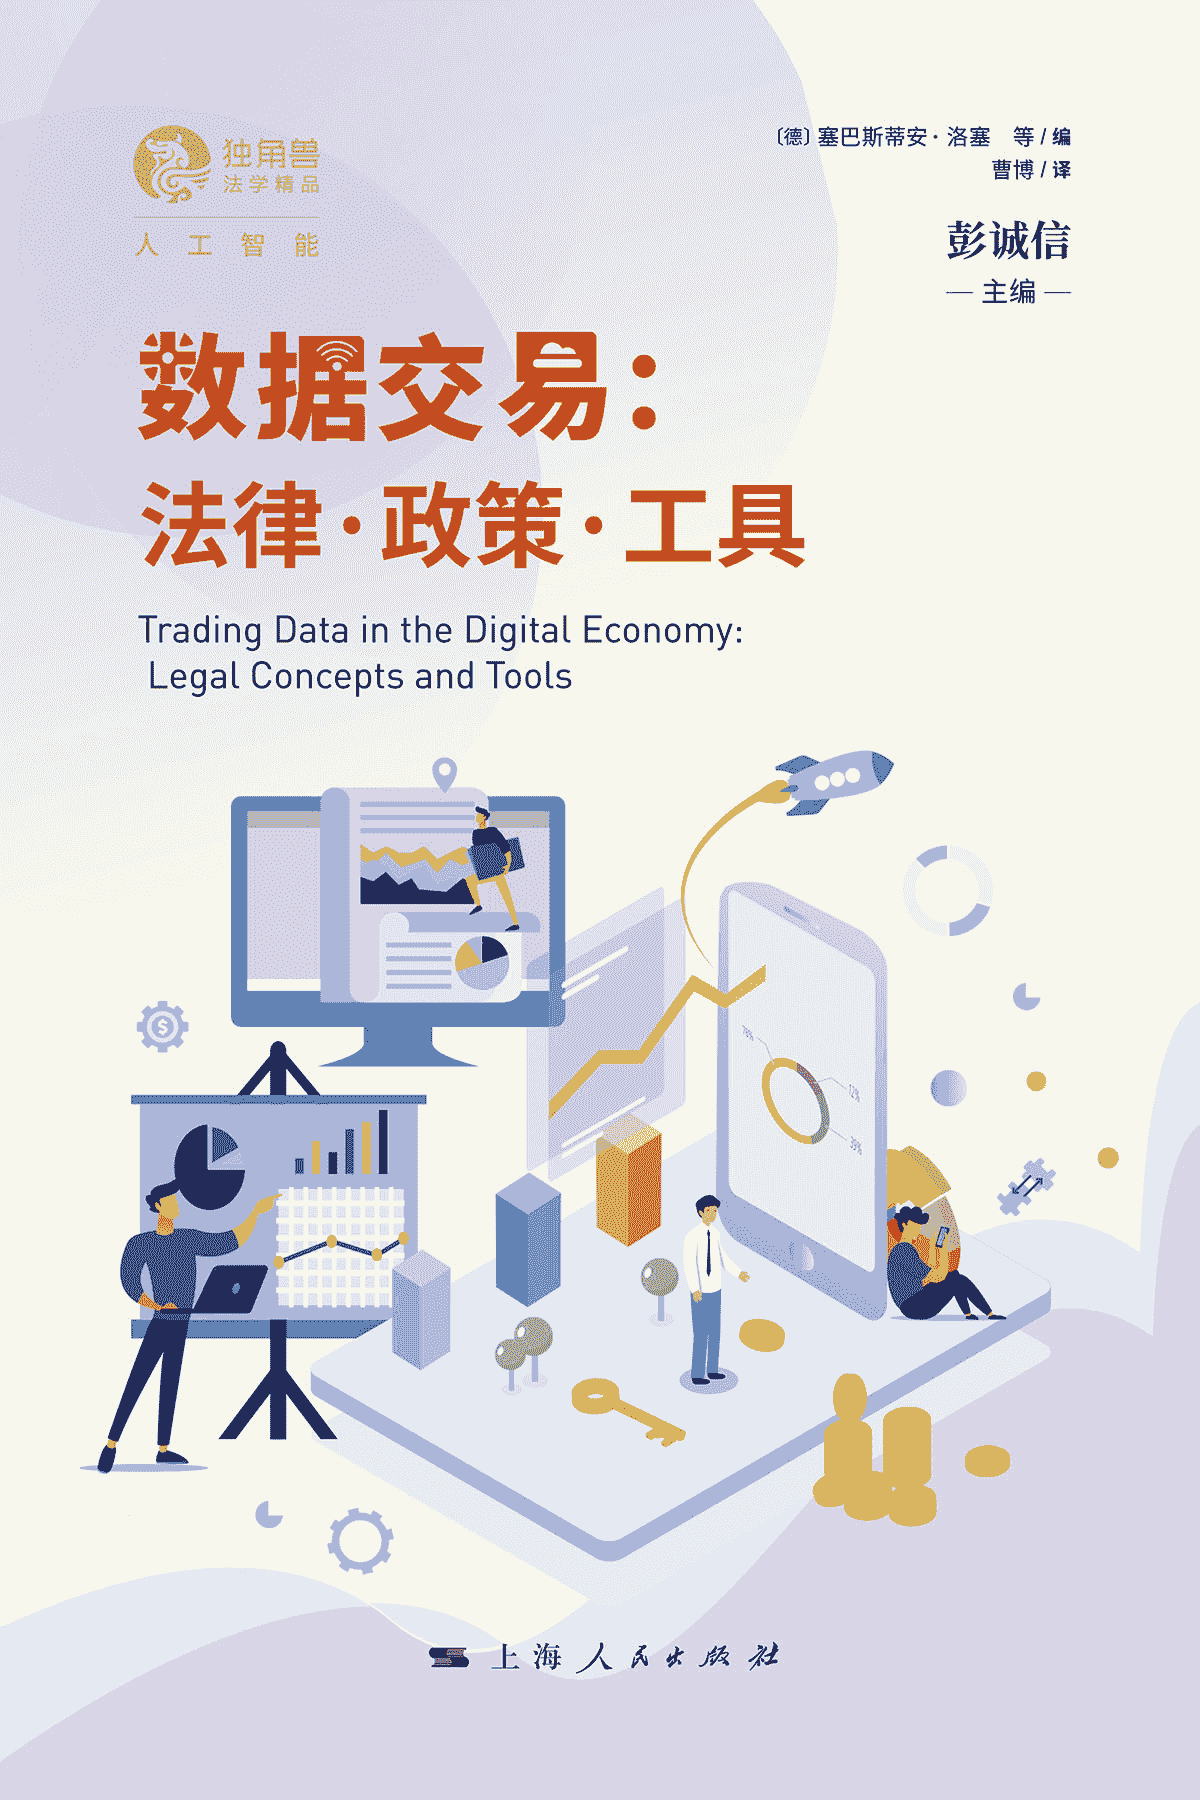 独角兽
法学精品
人工智能
〔德〕塞巴斯蒂安·洛塞 等 / 编
曹博 / 译
彭诚信
— 主编 —
数据交易：
法律·政策·工具
Trading Data in the Digital Economy:
Legal Concepts and Tools
$
12%
39%
上海人民出版社